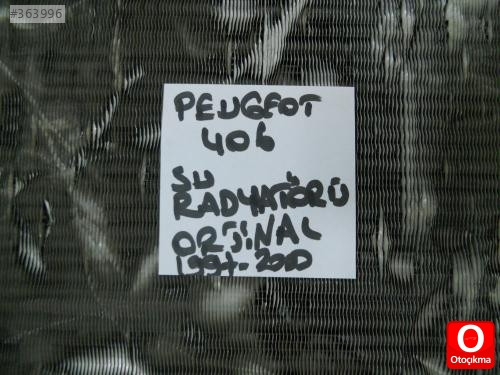 #363996
PEUGEOT
406
SU
RADYATÖRÜ
ORJİNAL
1997-2000
O
Otoçıkma